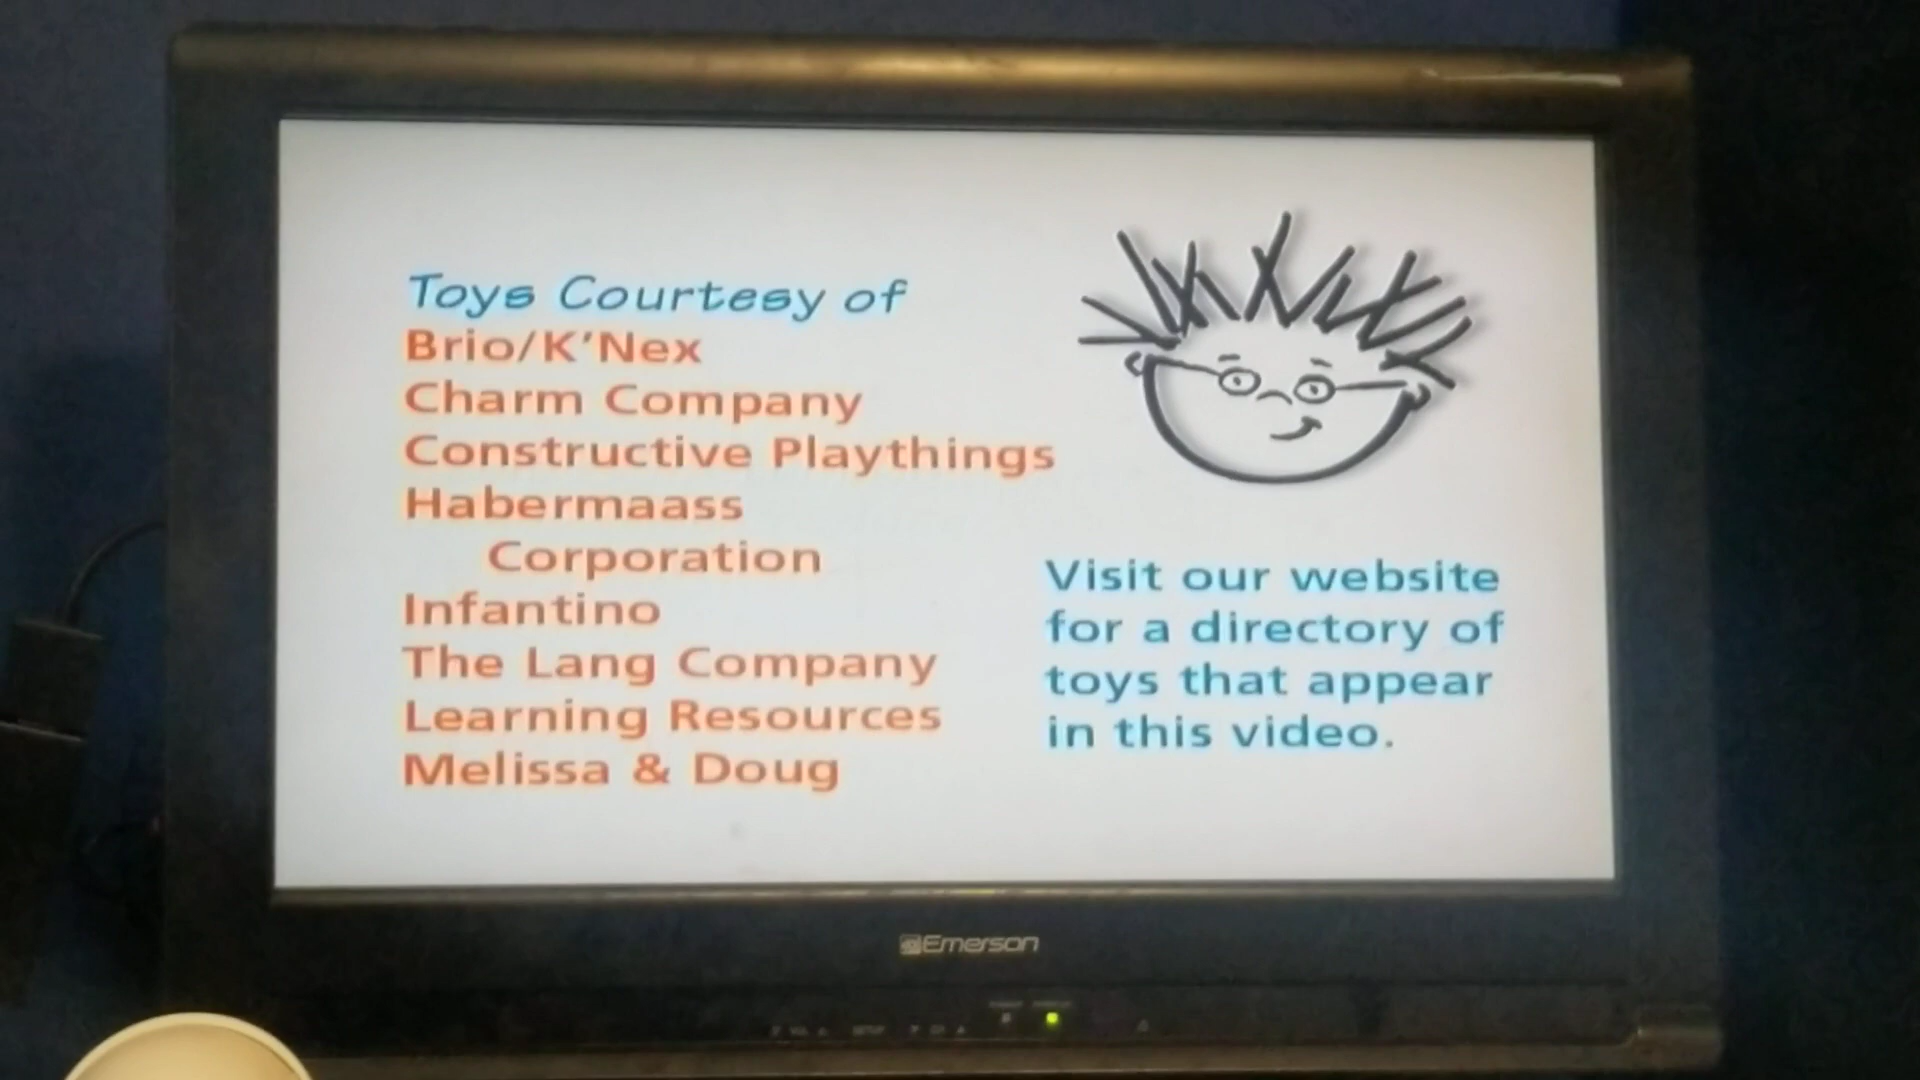 Toys Courtesy of
Brio/K'Nex
Charm Company
Constructive Playthings
Habermaass
Corporation
Infantino
The Lang Company
Learning Resources
Melissa & Doug
Visit our website
for a directory of
toys that appear
in this video.
Emerson